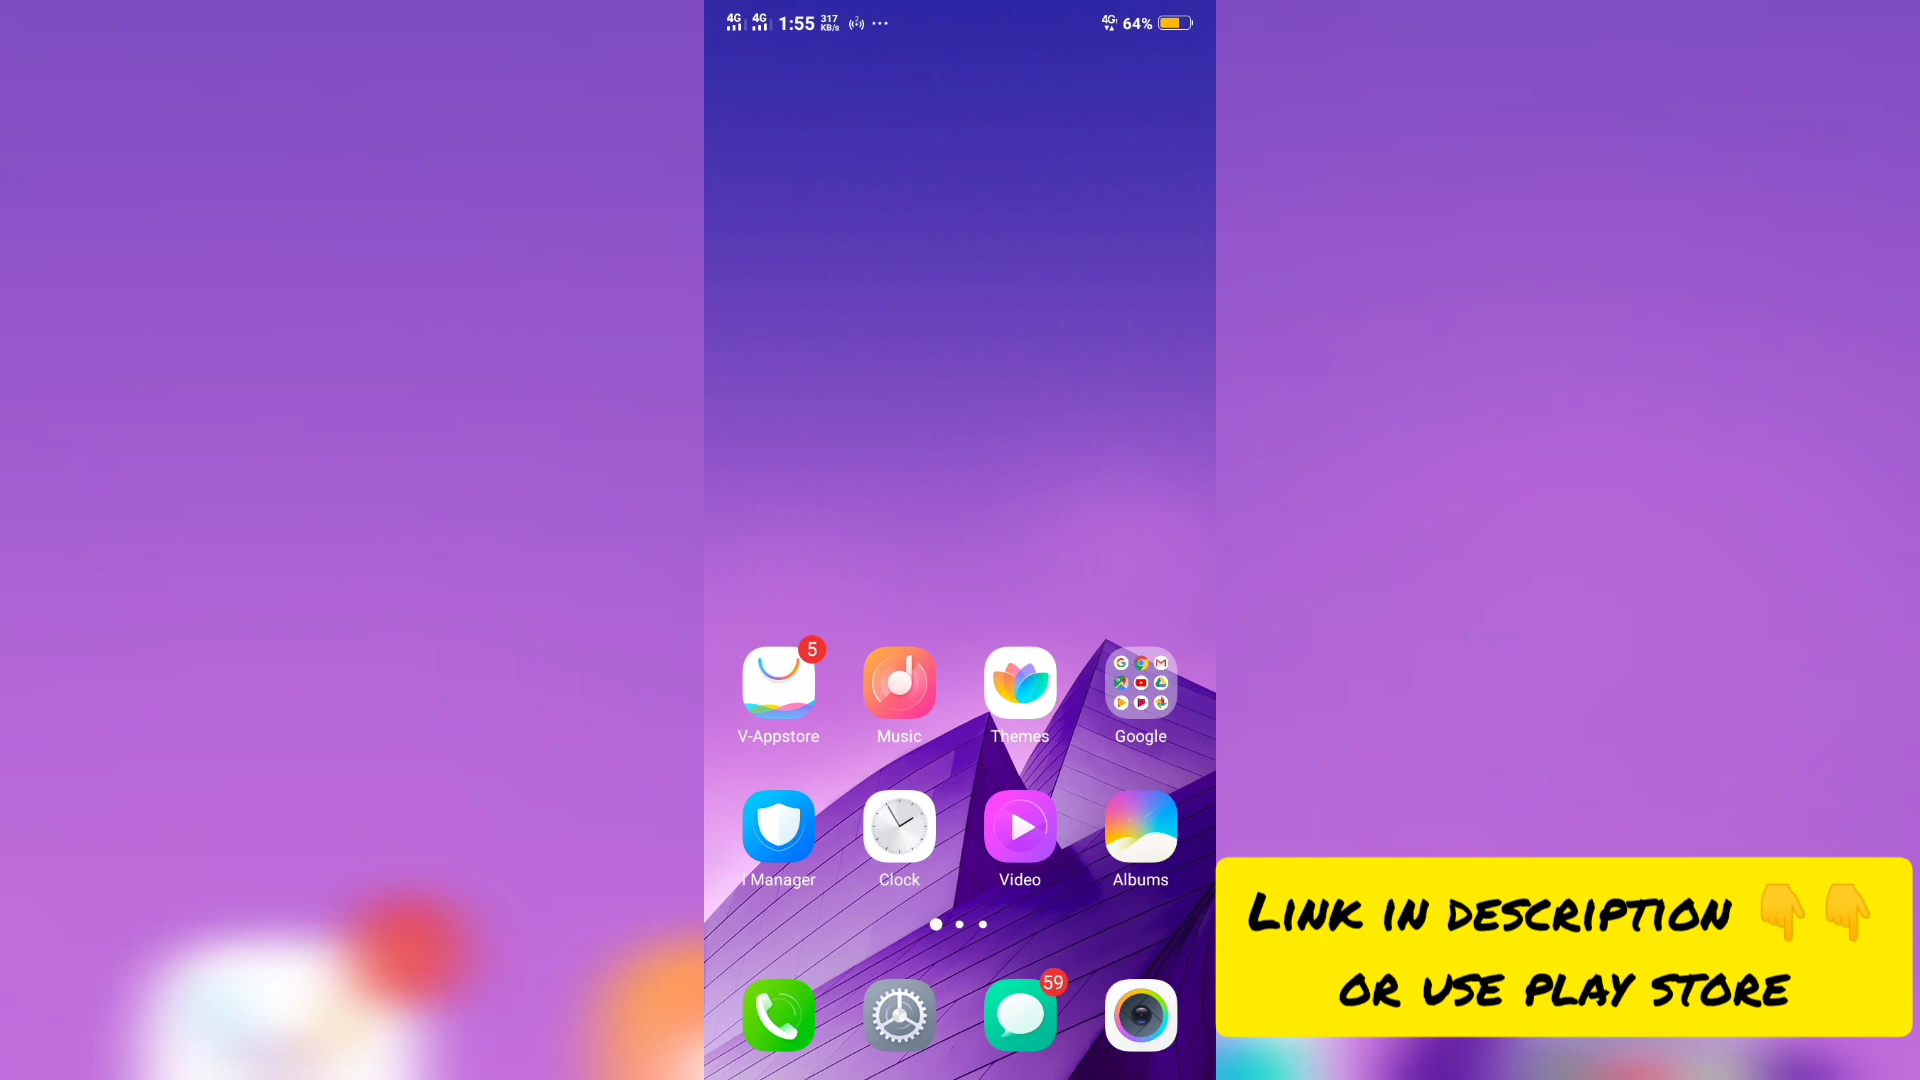 4G 4G 1:55 317 KB/s 2 ... 4G 64%
5
V-Appstore Music Themes Google
i Manager Clock Video Albums
59
Link in description 👇👇
or use play store